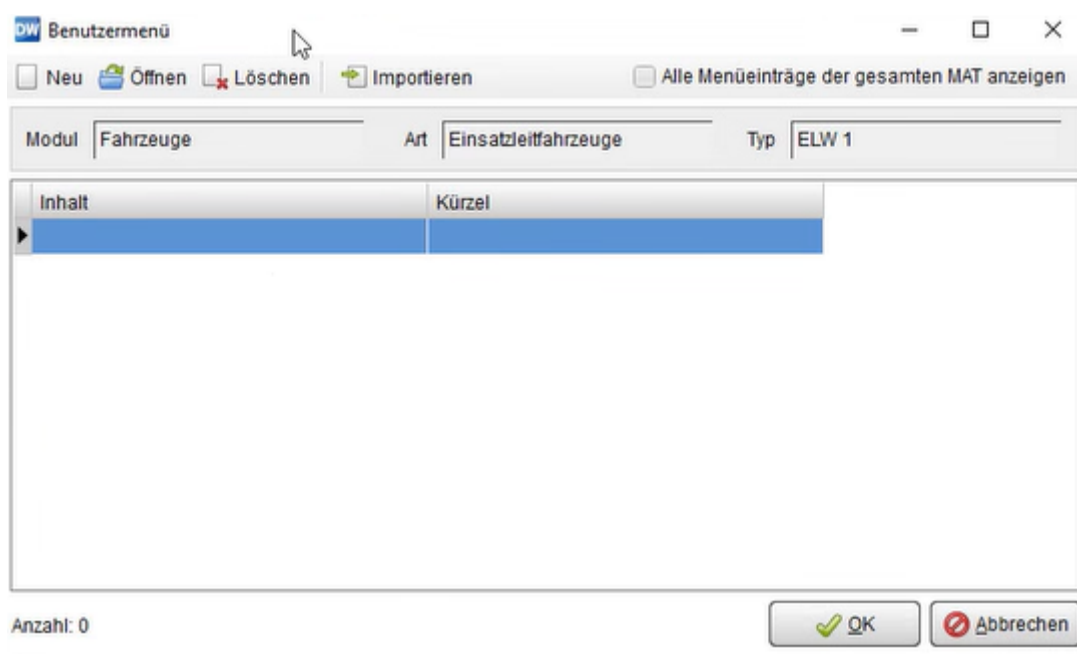 DW Benutzermenü
Neu Öffnen Löschen Importieren Alle Menüeinträge der gesamten MAT anzeigen
Modul Fahrzeuge Art Einsatzleitfahrzeuge Typ ELW 1
Inhalt Kürzel
Anzahl: 0 OK Abbrechen